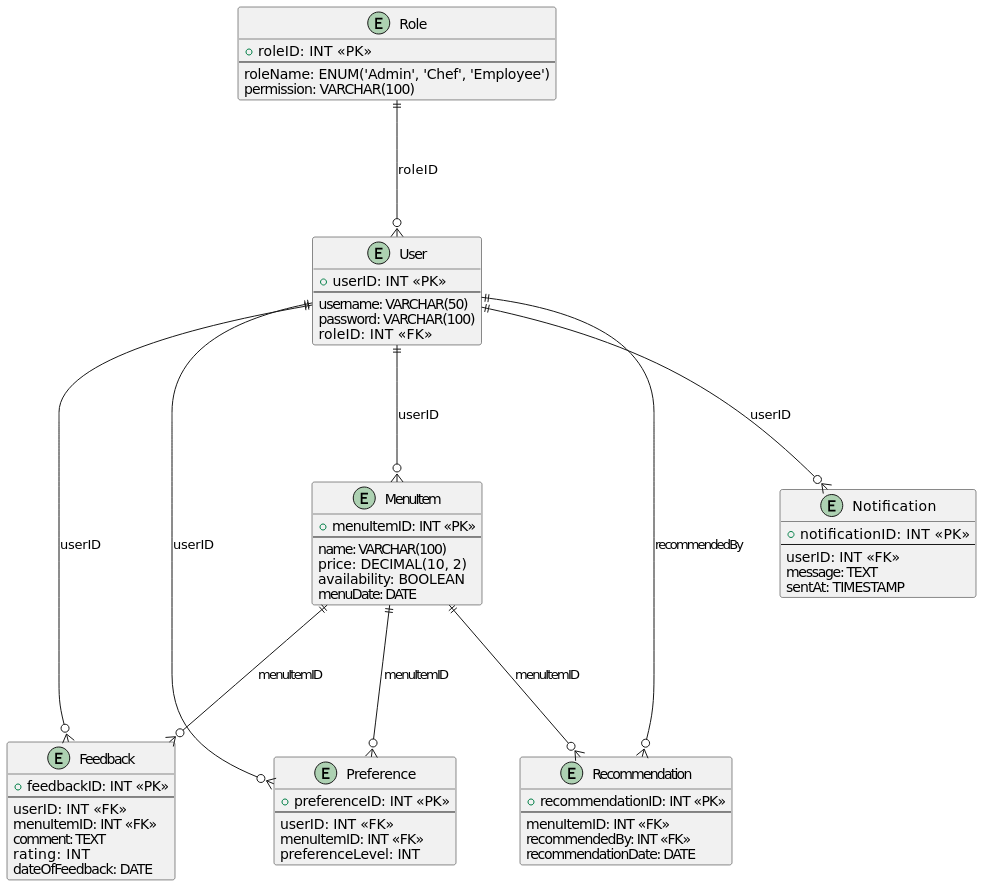 E Role
roleID: INT «PK»
roleName: ENUM('Admin', 'Chef', 'Employee')
permission: VARCHAR(100)
roleID
E User
userID: INT «PK»
username: VARCHAR(50)
password: VARCHAR(100)
roleID: INT «FK»
userID
userID
E MenuItem
menuItemID: INT «PK»
name: VARCHAR(100)
price: DECIMAL(10, 2)
availability: BOOLEAN
menuDate: DATE
E Notification
notificationID: INT «PK»
userID: INT «FK»
message: TEXT
sentAt: TIMESTAMP
userID
userID
recommendedBy
menuItemID
menuItemID
menuItemID
E Feedback
feedbackID: INT «PK»
userID: INT «FK»
menuItemID: INT «FK»
comment: TEXT
rating: INT
dateOfFeedback: DATE
E Preference
preferenceID: INT «PK»
userID: INT «FK»
menuItemID: INT «FK»
preferenceLevel: INT
E Recommendation
recommendationID: INT «PK»
menuItemID: INT «FK»
recommendedBy: INT «FK»
recommendationDate: DATE